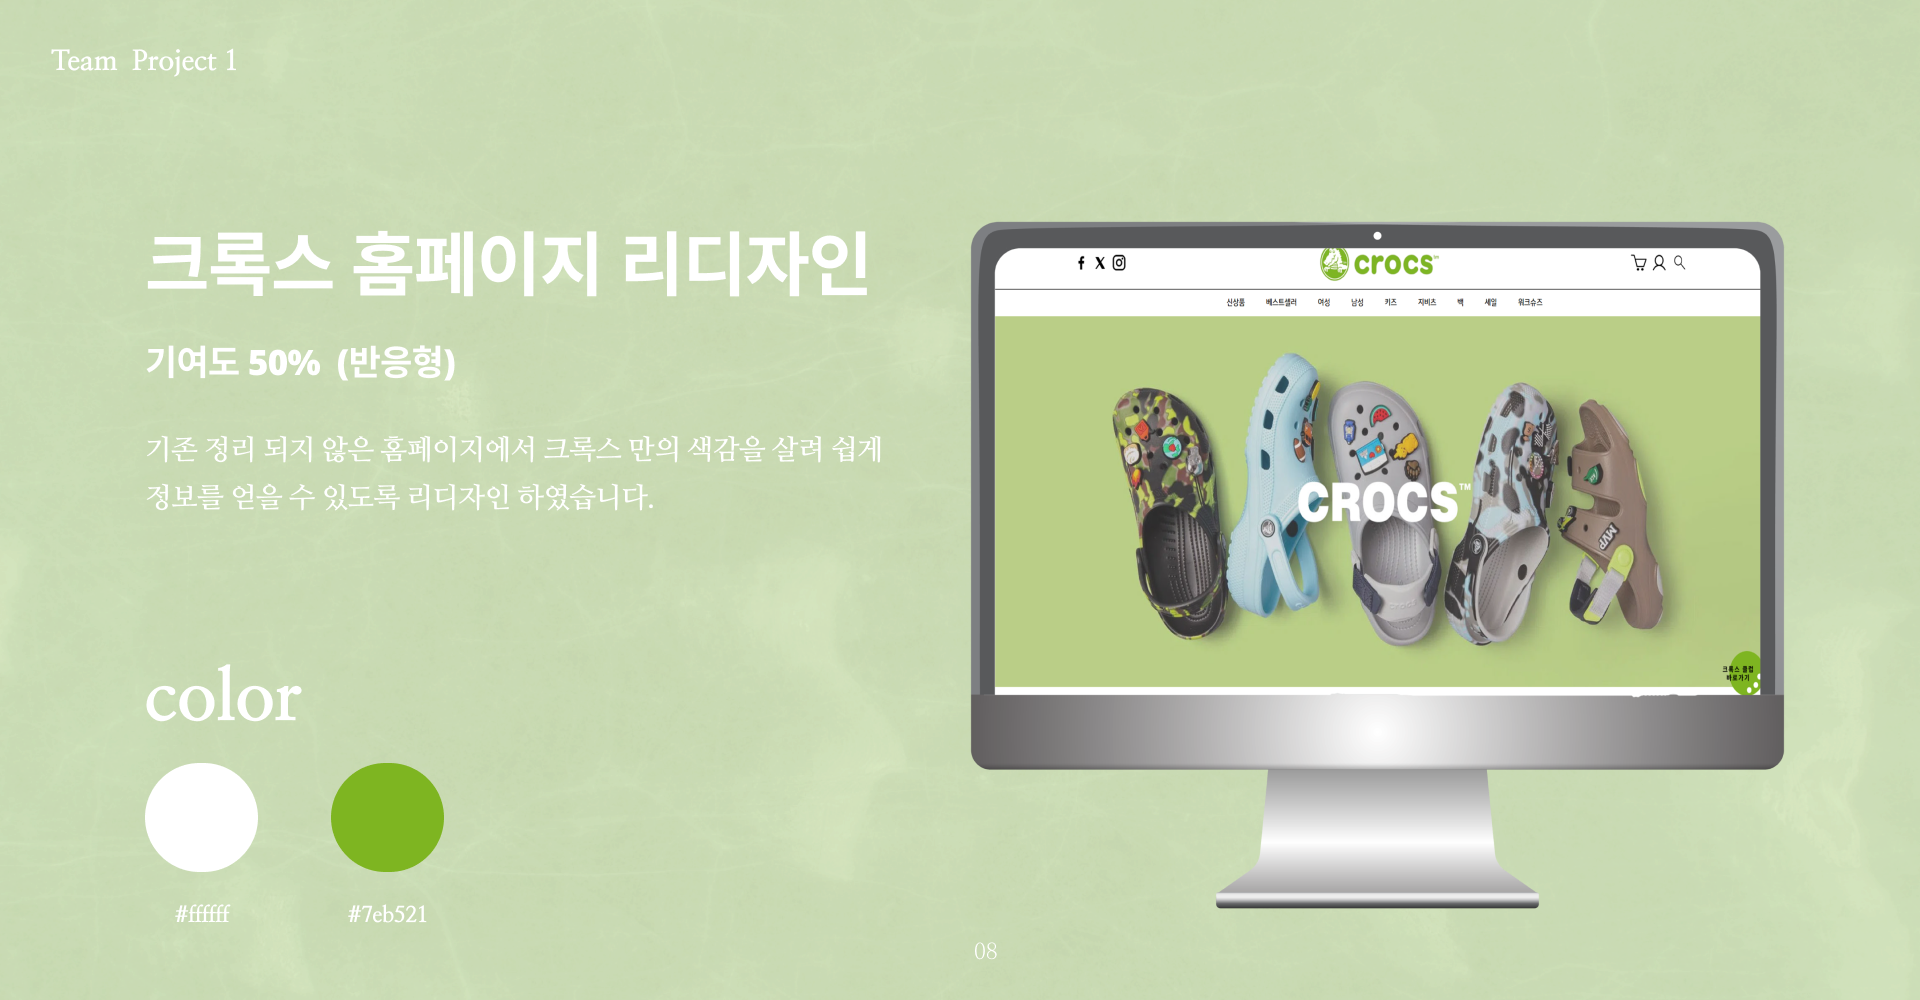 Team Project 1
크록스 홈페이지 리디자인
기여도 50% (반응형)
기존 정리 되지 않은 홈페이지에서 크록스 만의 색감을 살려 쉽게
정보를 얻을 수 있도록 리디자인 하였습니다.
color
#ffffff
#7eb521
crocs™
신상품 베스트셀러 여성 남성 키즈 지비츠 백 세일 워크슈즈
CROCS™
MVP
크록스 클럽
바로가기
08